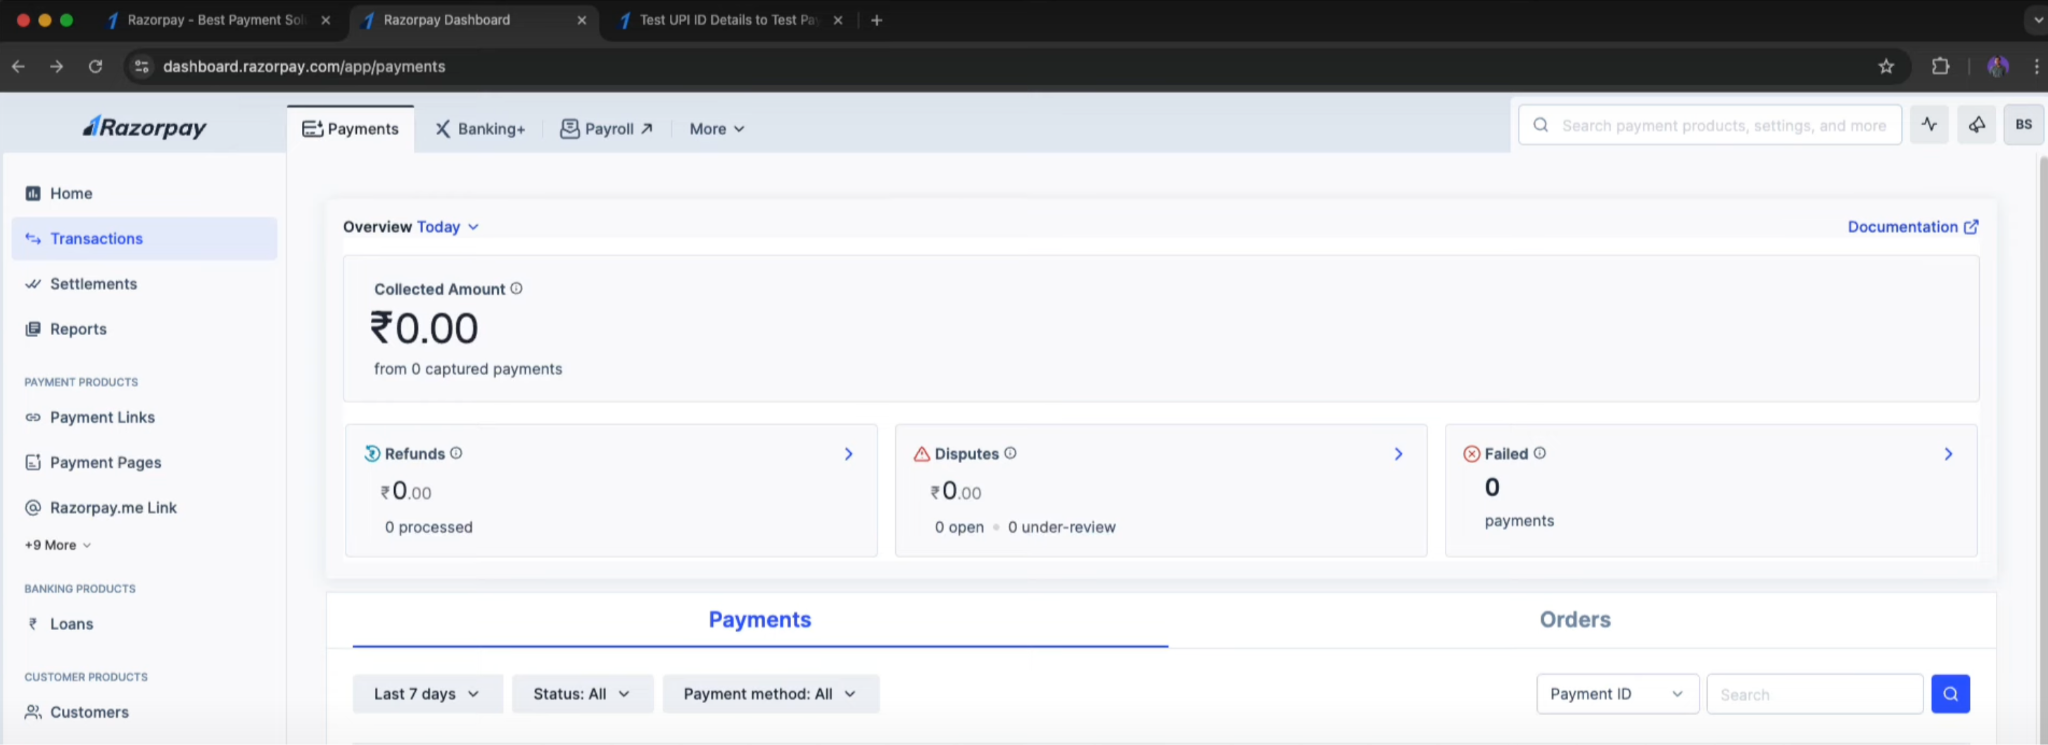 Razorpay - Best Payment Sol
Razorpay Dashboard
Test UPI ID Details to Test Pay
dashboard.razorpay.com/app/payments
Razorpay
Payments
Banking+
Payroll
More
Search payment products, settings, and more
BS
Home
Transactions
Settlements
Reports
PAYMENT PRODUCTS
Payment Links
Payment Pages
Razorpay.me Link
+9 More
BANKING PRODUCTS
₹ Loans
CUSTOMER PRODUCTS
Customers
Overview Today
Documentation
Collected Amount
₹0.00
from 0 captured payments
Refunds
₹0.00
0 processed
Disputes
₹0.00
0 open • 0 under-review
Failed
0
payments
Payments
Orders
Last 7 days
Status: All
Payment method: All
Payment ID
Search